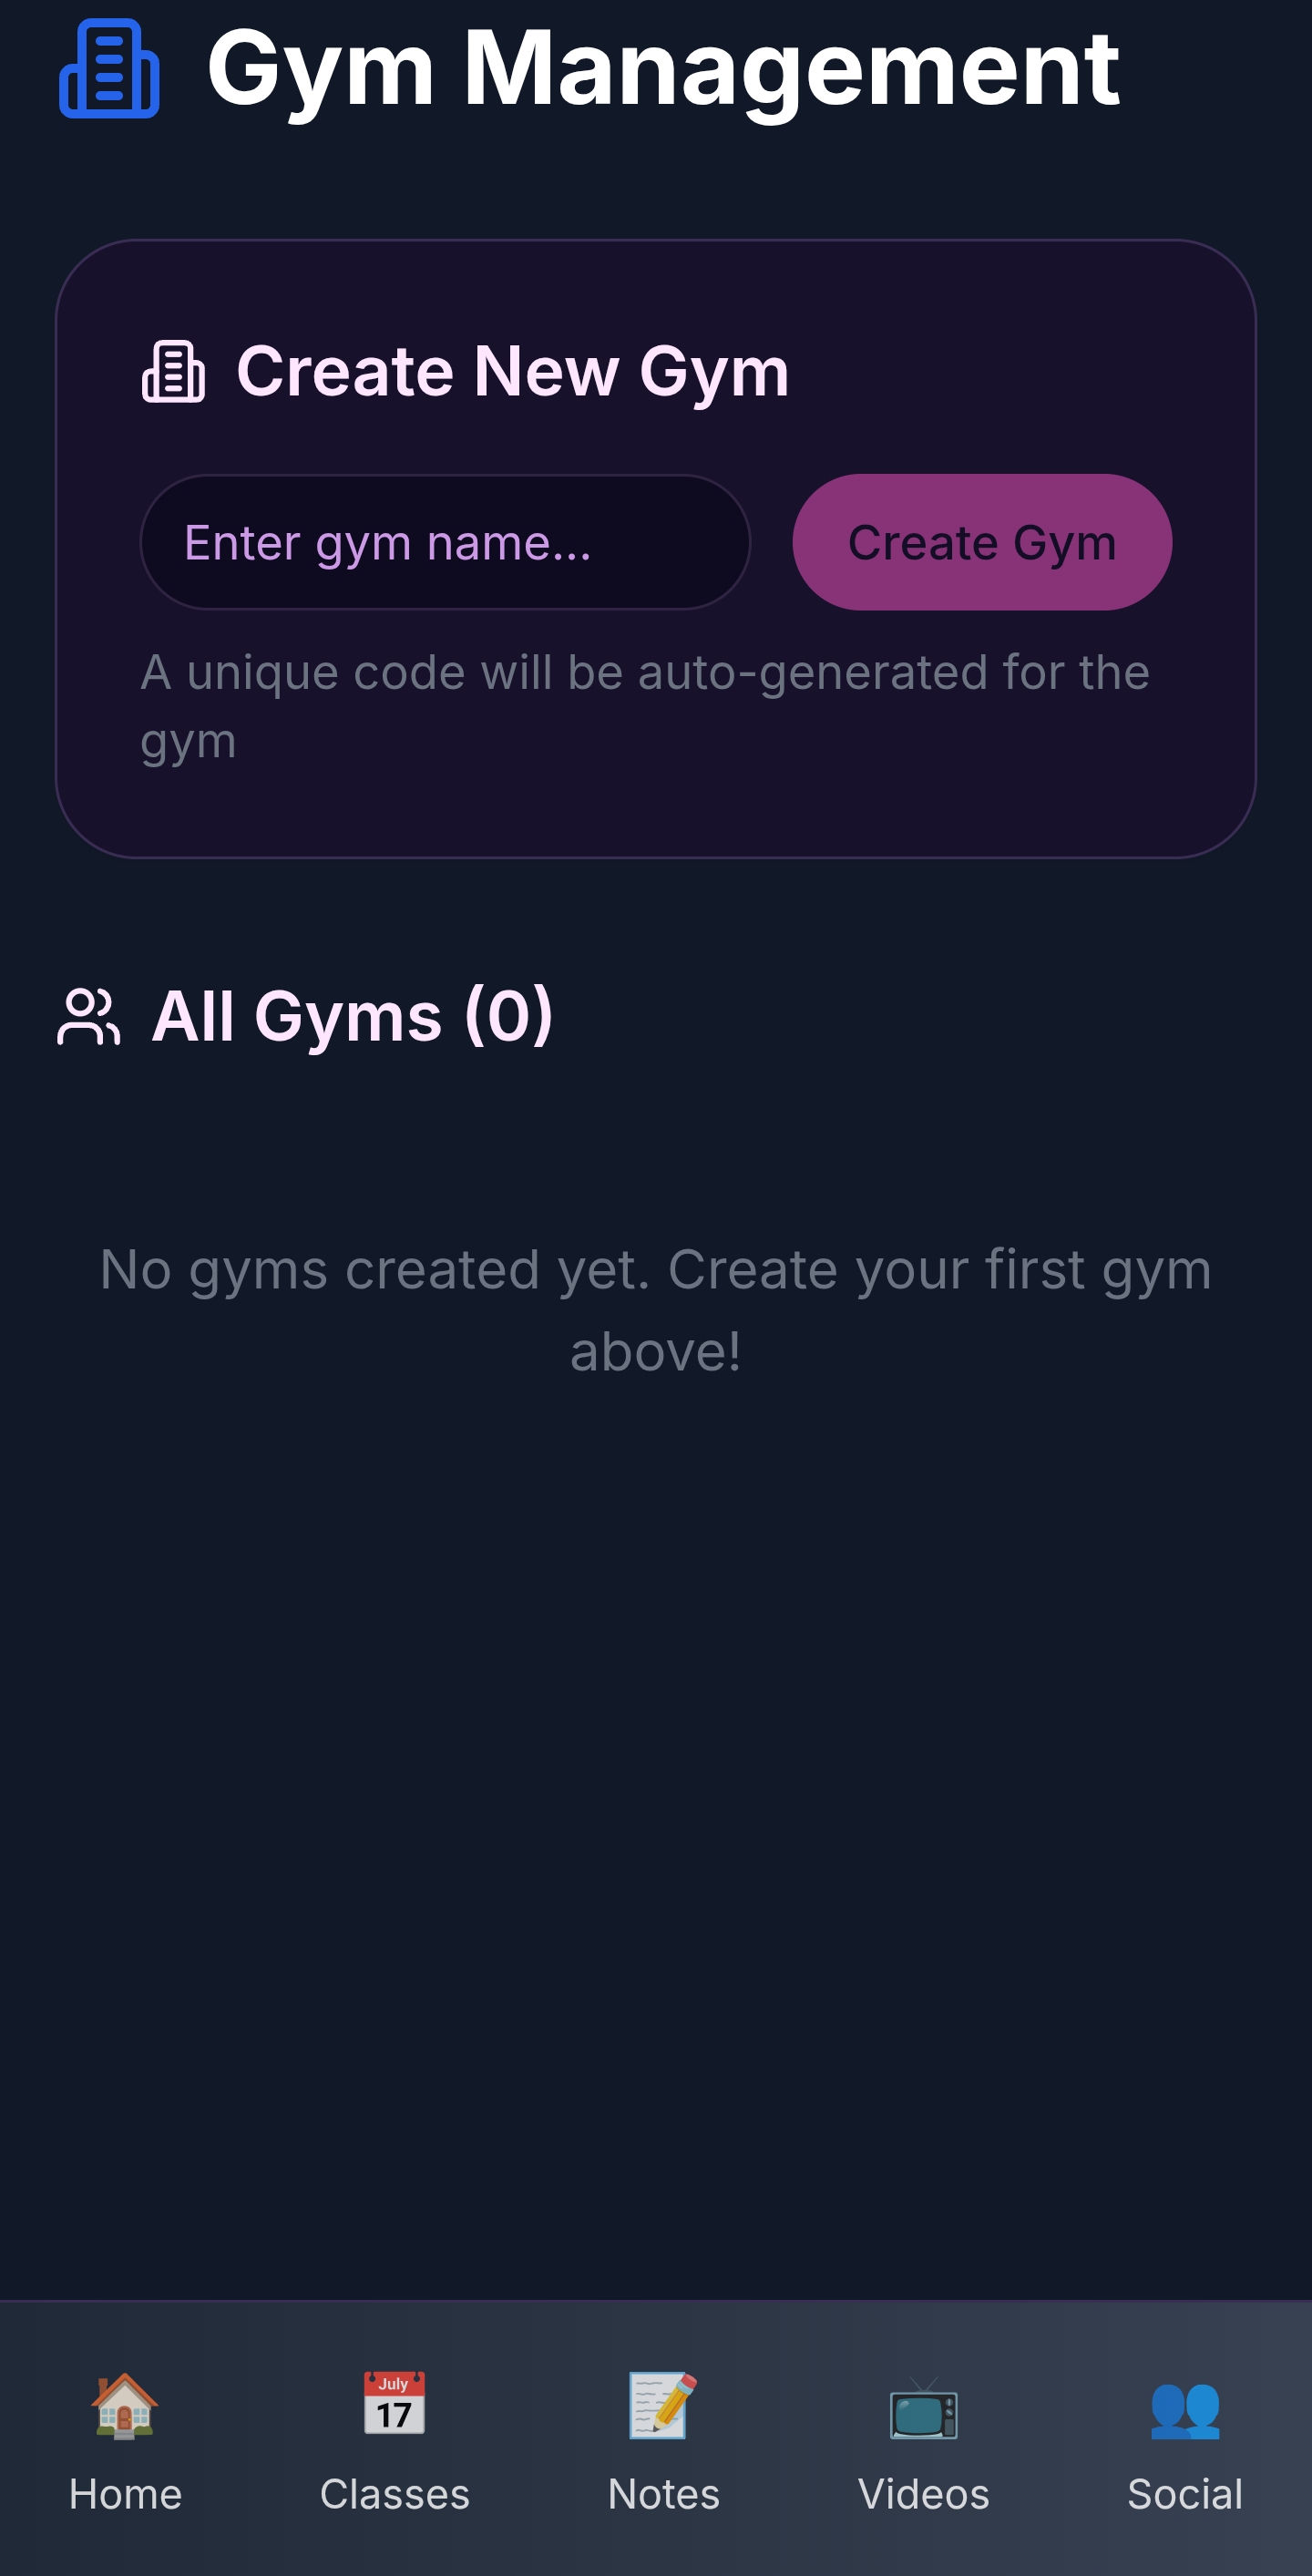 Gym Management
Create New Gym
Enter gym name...
Create Gym
A unique code will be auto-generated for the
gym
All Gyms (0)
No gyms created yet. Create your first gym
above!
July
17
Home
Classes
Notes
Videos
Social